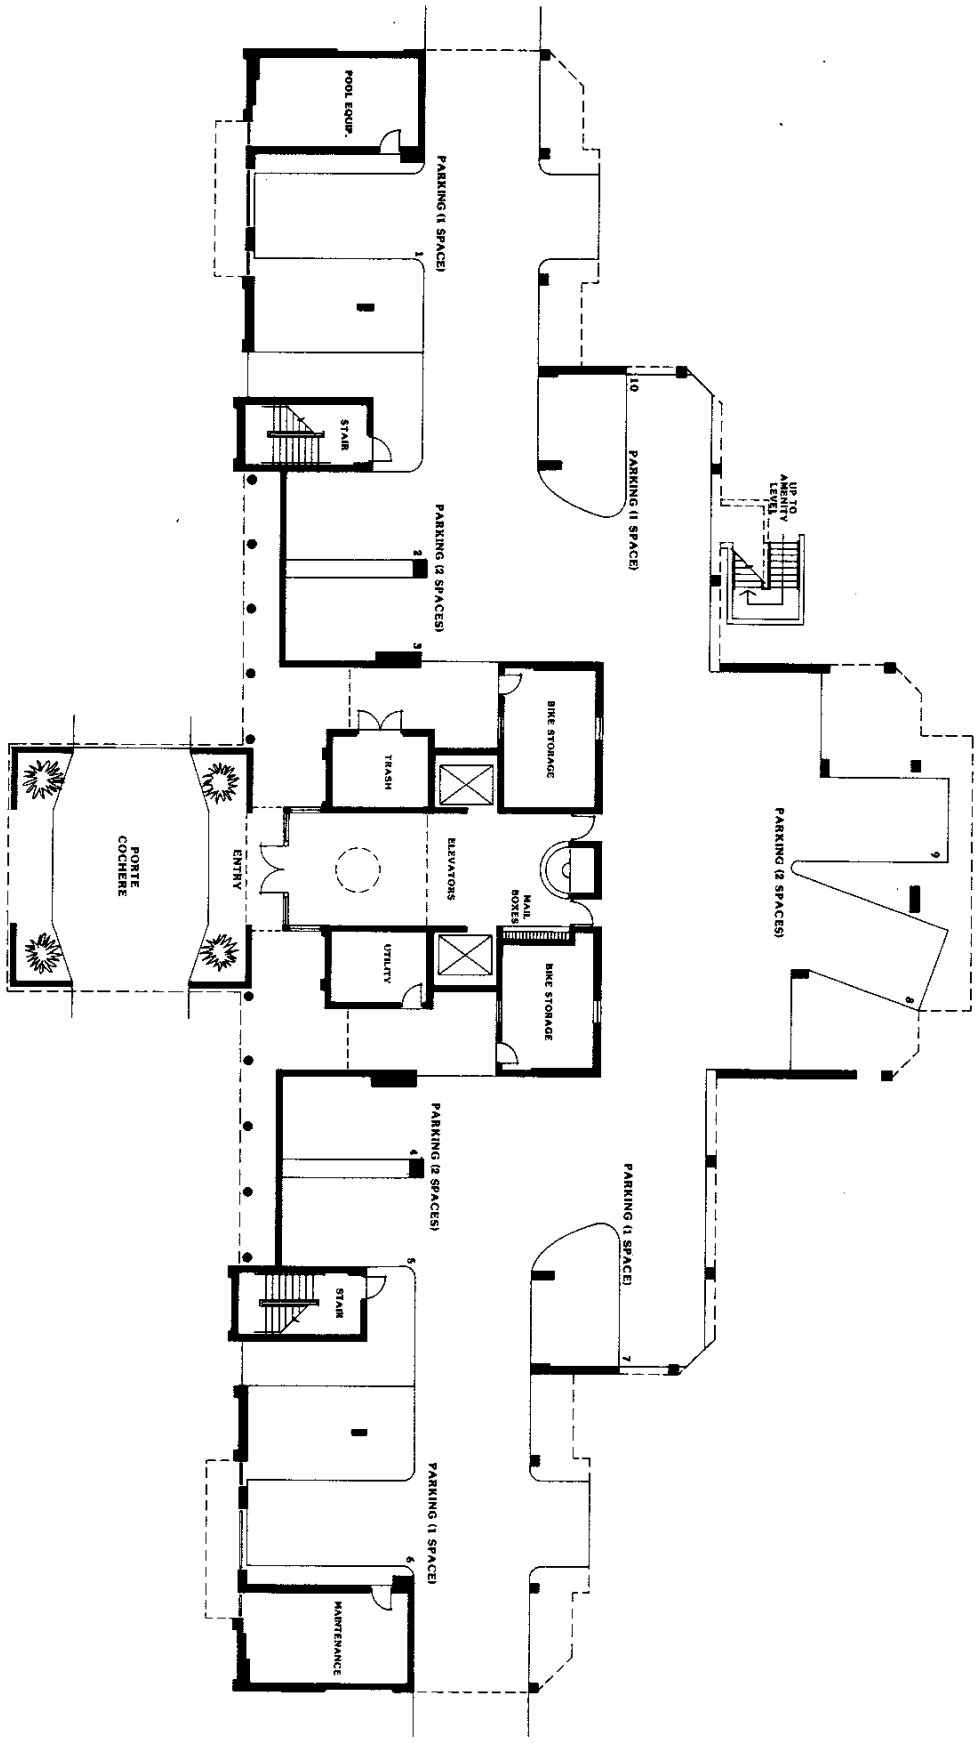 POOL EQUIP.
PARKING (1 SPACE)
1
STAIR
10
PARKING (1 SPACE)
UP TO
AMENITY
LEVEL
PARKING (2 SPACES)
2
3
BIKE STORAGE
TRASH
PARKING (2 SPACES)
9
8
PORTE
COCHERE
ENTRY
ELEVATORS
MAIL
BOXES
UTILITY
BIKE STORAGE
PARKING (2 SPACES)
4
5
PARKING (1 SPACE)
7
STAIR
PARKING (1 SPACE)
6
MAINTENANCE